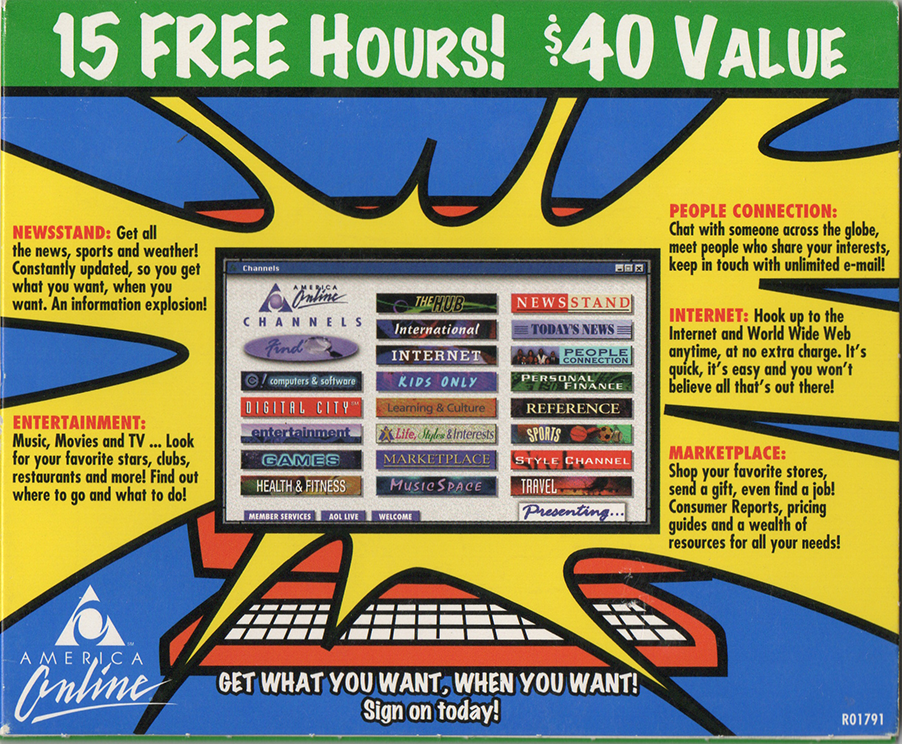 15 FREE HOURS! $40 VALUE
NEWSSTAND: Get all
the news, sports and weather!
Constantly updated, so you get
what you want, when you
want. An information explosion!
ENTERTAINMENT:
Music, Movies and TV ... Look
for your favorite stars, clubs,
restaurants and more! Find out
where to go and what to do!
Channels
AMERICA
Online
CHANNELS
Find
computers & software
DIGITAL CITY™
entertainment
GAMES
HEALTH & FITNESS
THE HUB
International
INTERNET
KIDS ONLY
Learning & Culture
Life, Styles & Interests
MARKETPLACE
MUSICSPACE
NEWSSTAND
TODAY'S NEWS
PEOPLE
CONNECTION
PERSONAL
FINANCE
REFERENCE
SPORTS
STYLE CHANNEL
TRAVEL
MEMBER SERVICES
AOL LIVE
WELCOME
Presenting...
PEOPLE CONNECTION:
Chat with someone across the globe,
meet people who share your interests,
keep in touch with unlimited e-mail!
INTERNET: Hook up to the
Internet and World Wide Web
anytime, at no extra charge. It's
quick, it's easy and you won't
believe all that's out there!
MARKETPLACE:
Shop your favorite stores,
send a gift, even find a job!
Consumer Reports, pricing
guides and a wealth of
resources for all your needs!
AMERICA
Online
SM
GET WHAT YOU WANT, WHEN YOU WANT!
Sign on today!
R01791